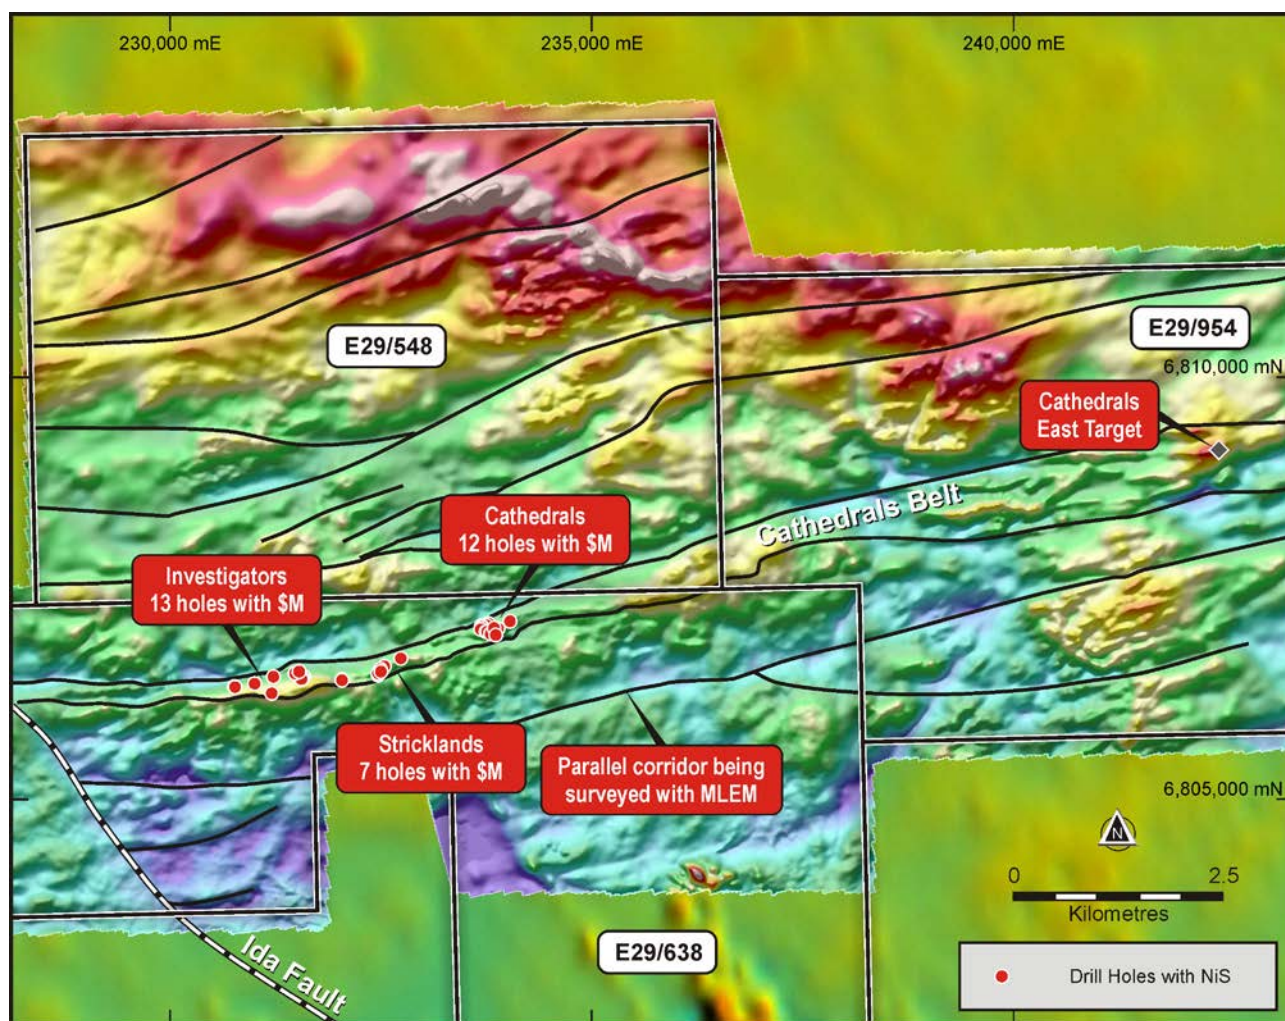 230,000 mE
235,000 mE
240,000 mE
E29/548
E29/954
6,810,000 mN
Cathedrals
East Target
Cathedrals Belt
Cathedrals
12 holes with $M
Investigators
13 holes with $M
Stricklands
7 holes with $M
Parallel corridor being
surveyed with MLEM
6,805,000 mN
N
0 2.5
Kilometres
Ida Fault
E29/638
Drill Holes with NiS